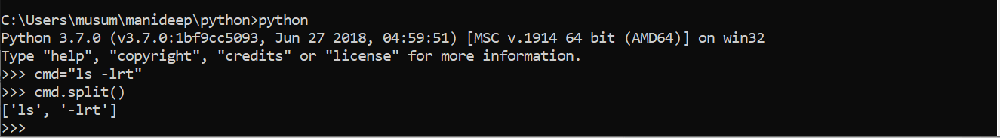 C:\Users\musum\manideep\python>python
Python 3.7.0 (v3.7.0:1bf9cc5093, Jun 27 2018, 04:59:51) [MSC v.1914 64 bit (AMD64)] on win32
Type "help", "copyright", "credits" or "license" for more information.
>>> cmd="ls -lrt"
>>> cmd.split()
['ls', '-lrt']
>>>